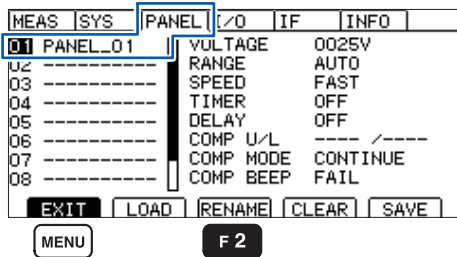 MEAS SYS PANEL I/O IF INFO
01 PANEL_01 VOLTAGE 0025V
02 ---------- RANGE AUTO
03 ---------- SPEED FAST
04 ---------- TIMER OFF
05 ---------- DELAY OFF
06 ---------- COMP U/L ---- /----
07 ---------- COMP MODE CONTINUE
08 ---------- COMP BEEP FAIL
EXIT LOAD RENAME CLEAR SAVE
MENU F 2